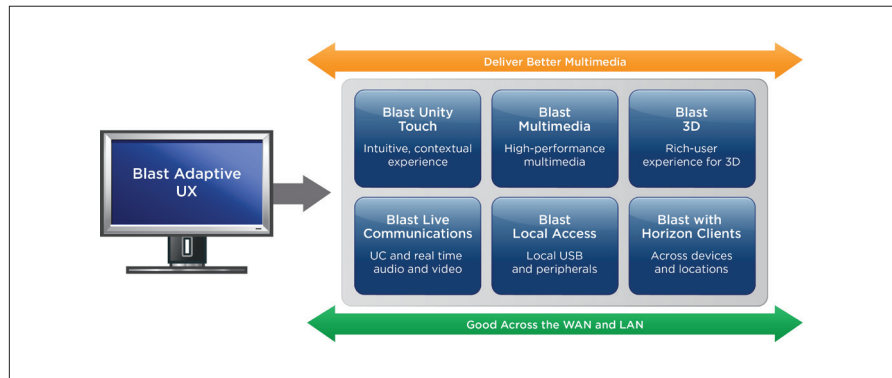 Deliver Better Multimedia
Blast Adaptive
UX
Blast Unity
Touch
Intuitive, contextual
experience
Blast
Multimedia
High-performance
multimedia
Blast
3D
Rich-user
experience for 3D
Blast Live
Communications
UC and real time
audio and video
Blast
Local Access
Local USB
and peripherals
Blast with
Horizon Clients
Across devices
and locations
Good Across the WAN and LAN